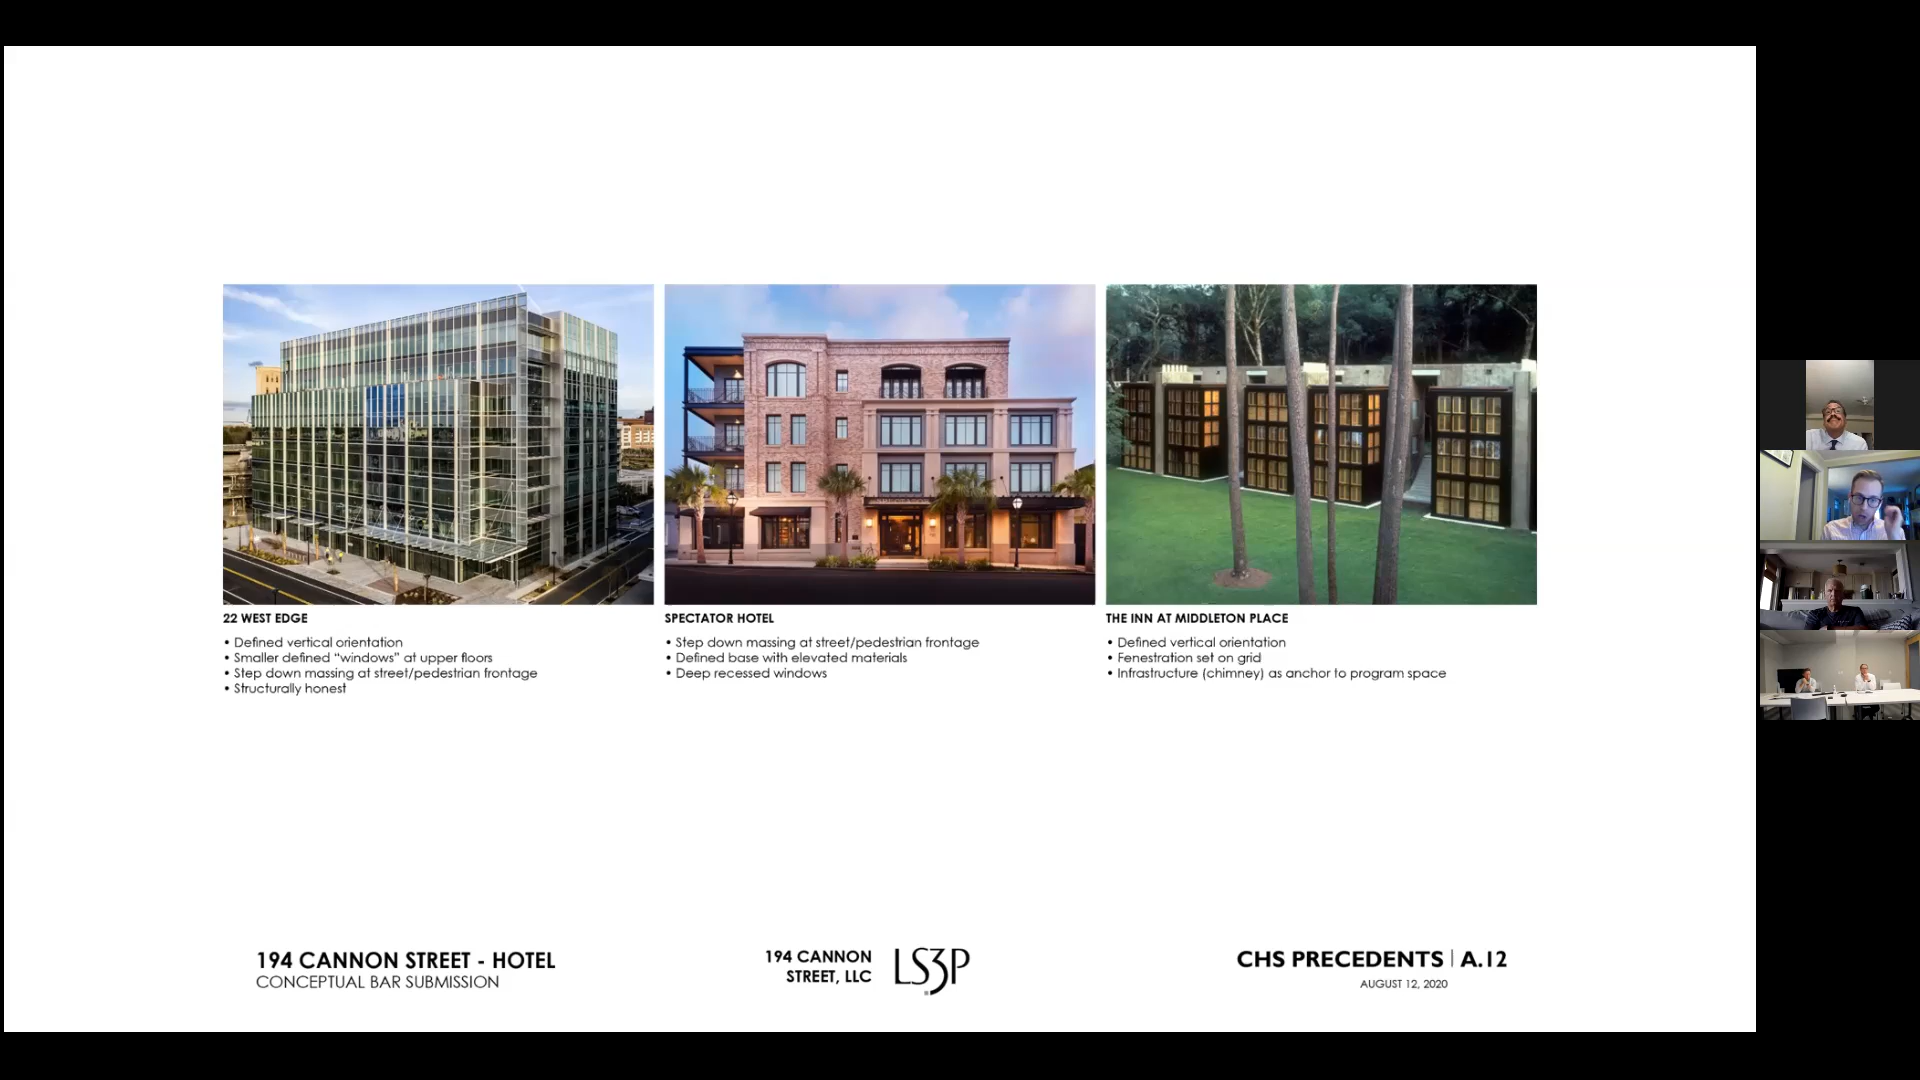 22 WEST EDGE
• Defined vertical orientation
• Smaller defined “windows” at upper floors
• Step down massing at street/pedestrian frontage
• Structurally honest
SPECTATOR HOTEL
• Step down massing at street/pedestrian frontage
• Defined base with elevated materials
• Deep recessed windows
THE INN AT MIDDLETON PLACE
• Defined vertical orientation
• Fenestration set on grid
• Infrastructure (chimney) as anchor to program space
194 CANNON STREET - HOTEL
CONCEPTUAL BAR SUBMISSION
194 CANNON
STREET, LLC
LS3P
CHS PRECEDENTS | A.12
AUGUST 12, 2020